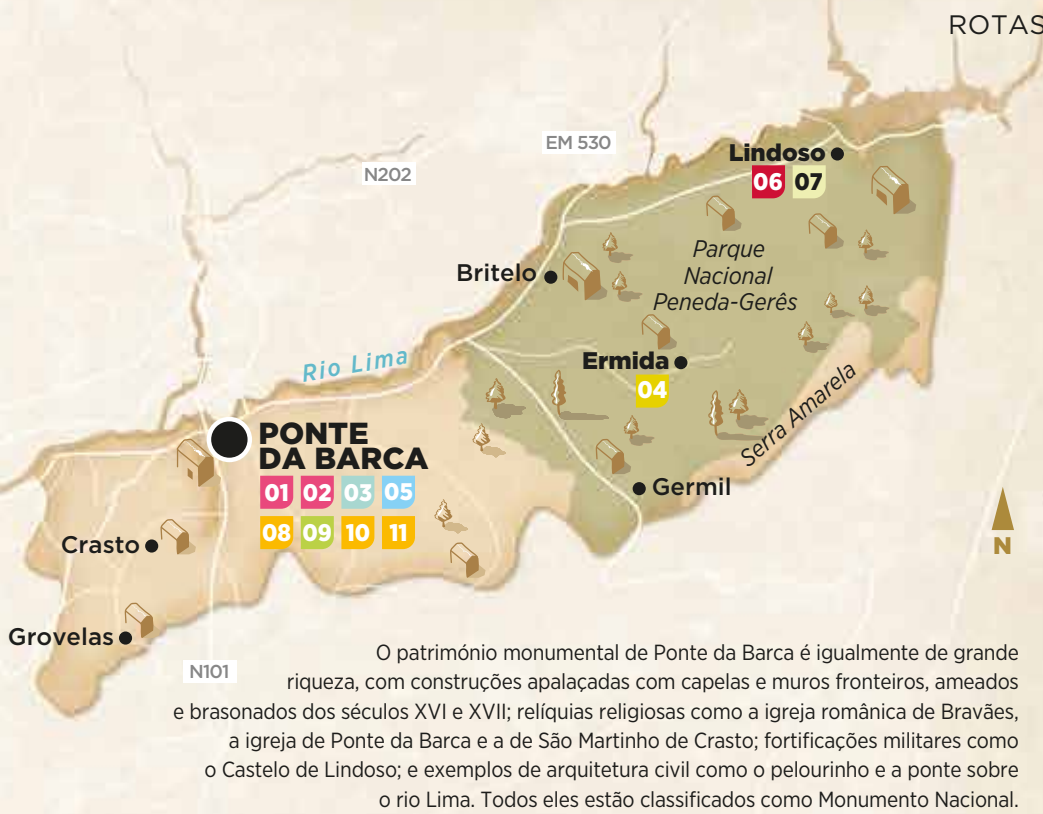 ROTAS
EM 530
N202
Lindoso
06 07
Parque
Nacional
Peneda-Gerês
Britelo
Rio Lima
Ermida
04
Serra Amarela
PONTE
DA BARCA
01 02 03 05
08 09 10 11
Germil
Crasto
N
Grovelas
N101
O património monumental de Ponte da Barca é igualmente de grande
riqueza, com construções apalaçadas com capelas e muros fronteiros, ameados
e brasonados dos séculos XVI e XVII; relíquias religiosas como a igreja românica de Bravães,
a igreja de Ponte da Barca e a de São Martinho de Crasto; fortificações militares como
o Castelo de Lindoso; e exemplos de arquitetura civil como o pelourinho e a ponte sobre
o rio Lima. Todos eles estão classificados como Monumento Nacional.